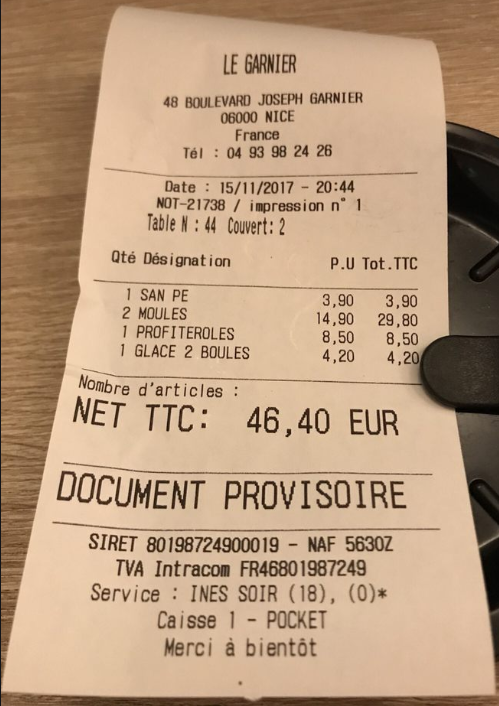 LE GARNIER
48 BOULEVARD JOSEPH GARNIER
06000 NICE
France
Tél : 04 93 98 24 26
Date : 15/11/2017 - 20:44
NOT-21738 / impression n° 1
Table N : 44 Couvert: 2
Qté Désignation P.U Tot.TTC
1 SAN PE 3,90 3,90
2 MOULES 14,90 29,80
1 PROFITEROLES 8,50 8,50
1 GLACE 2 BOULES 4,20 4,20
Nombre d'articles :
NET TTC: 46,40 EUR
DOCUMENT PROVISOIRE
SIRET 80198724900019 - NAF 5630Z
TVA Intracom FR46801987249
Service : INES SOIR (18), (0)*
Caisse 1 - POCKET
Merci à bientôt